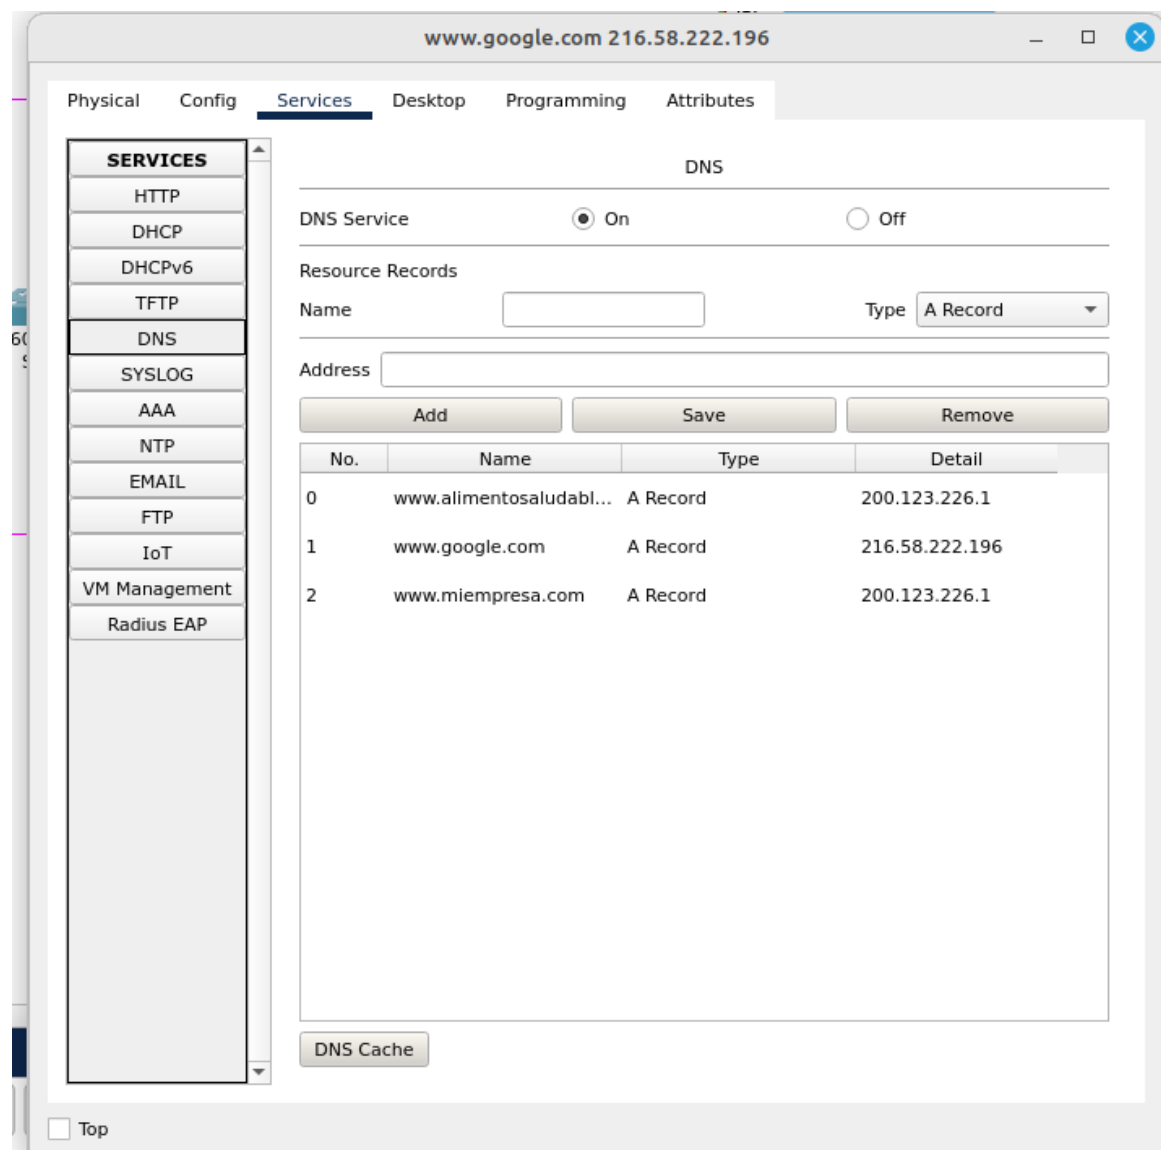 www.google.com 216.58.222.196
Physical Config Services Desktop Programming Attributes
SERVICES
HTTP
DHCP
DHCPv6
TFTP
DNS
SYSLOG
AAA
NTP
EMAIL
FTP
IoT
VM Management
Radius EAP
DNS
DNS Service On Off
Resource Records
Name Type A Record
Address
Add Save Remove
No. Name Type Detail
0 www.alimentosaludabl... A Record 200.123.226.1
1 www.google.com A Record 216.58.222.196
2 www.miempresa.com A Record 200.123.226.1
DNS Cache
Top